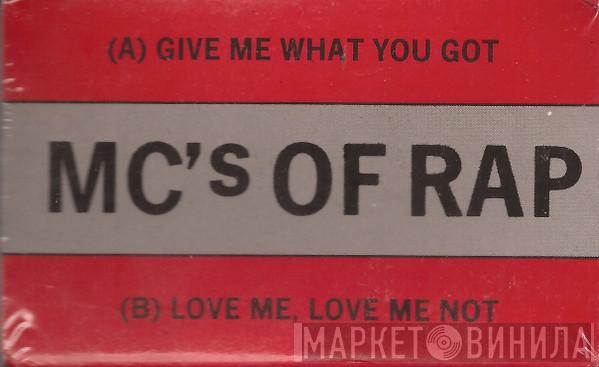 (A) GIVE ME WHAT YOU GOT
MC'S OF RAP
(B) LOVE ME, LOVE ME NOT
МАРКЕТ ВИНИЛА